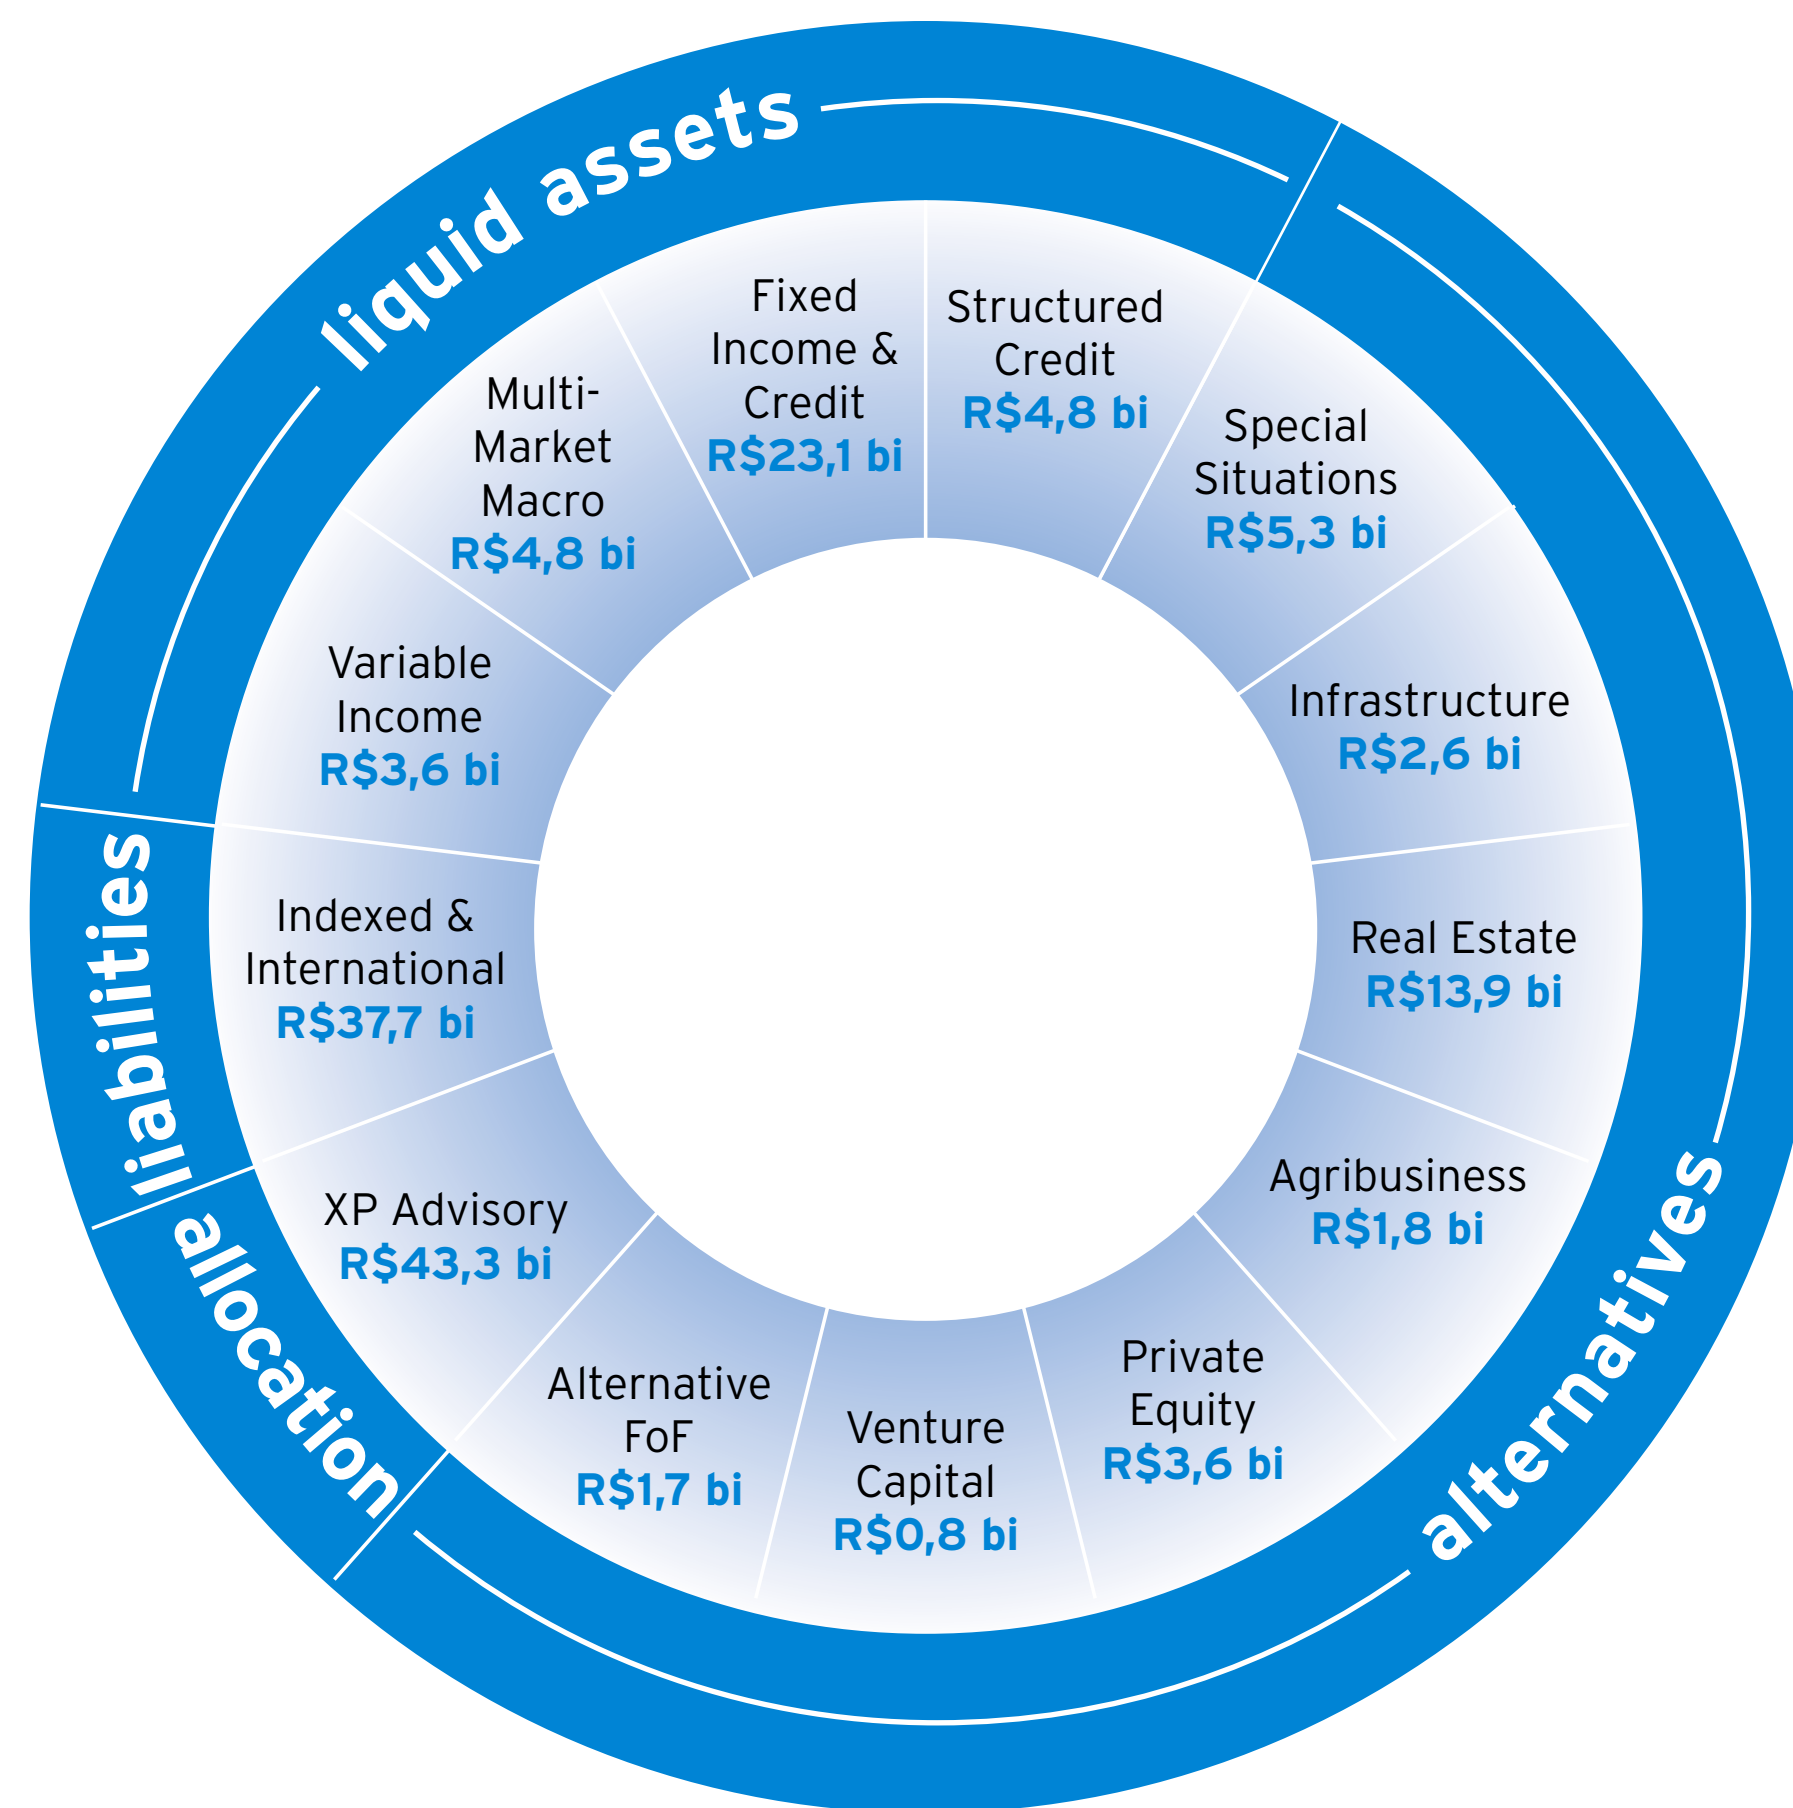 liquid assets
Fixed
Income &
Credit
R$23,1 bi
Structured
Credit
R$4,8 bi
Multi-
Market
Macro
R$4,8 bi
Variable
Income
R$3,6 bi
alternatives
Special
Situations
R$5,3 bi
Infrastructure
R$2,6 bi
Real Estate
R$13,9 bi
Agribusiness
R$1,8 bi
Private
Equity
R$3,6 bi
Venture
Capital
R$0,8 bi
Alternative
FoF
R$1,7 bi
allocation
XP Advisory
R$43,3 bi
liabilities
Indexed &
International
R$37,7 bi